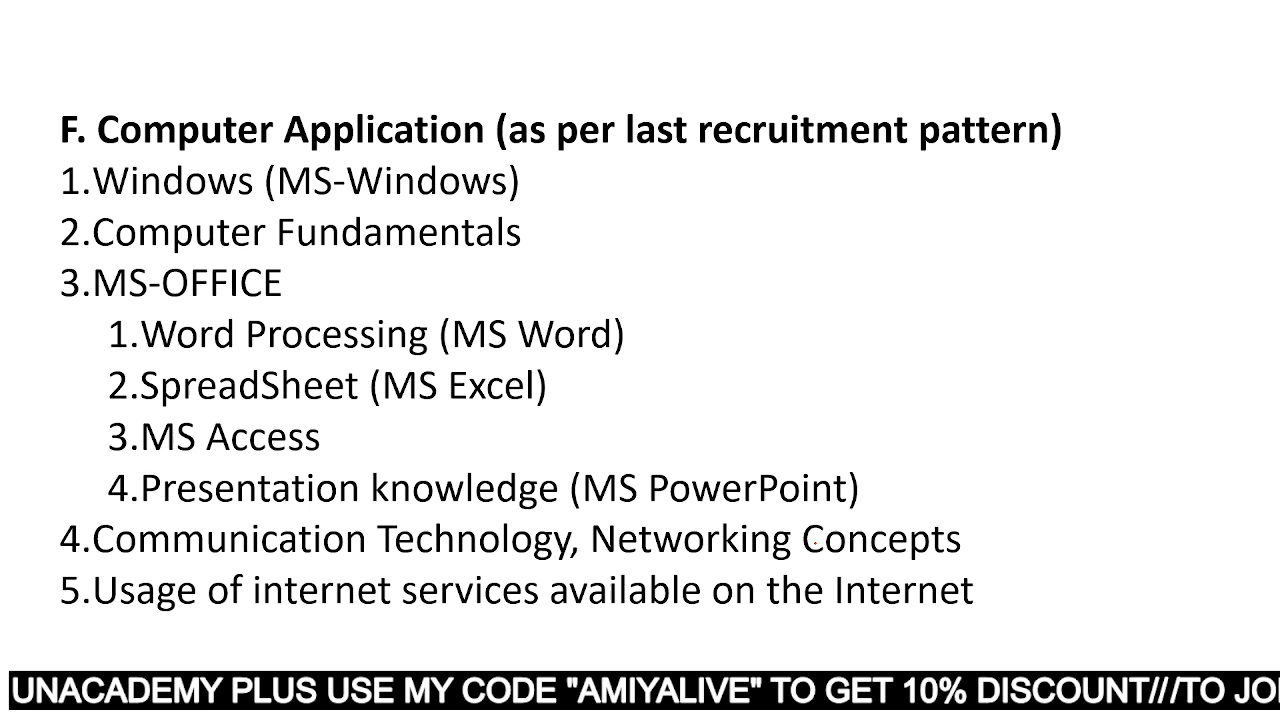 F. Computer Application (as per last recruitment pattern)
1.Windows (MS-Windows)
2.Computer Fundamentals
3.MS-OFFICE
1.Word Processing (MS Word)
2.SpreadSheet (MS Excel)
3.MS Access
4.Presentation knowledge (MS PowerPoint)
4.Communication Technology, Networking Concepts
5.Usage of internet services available on the Internet
UNACADEMY PLUS USE MY CODE "AMIYALIVE" TO GET 10% DISCOUNT///TO